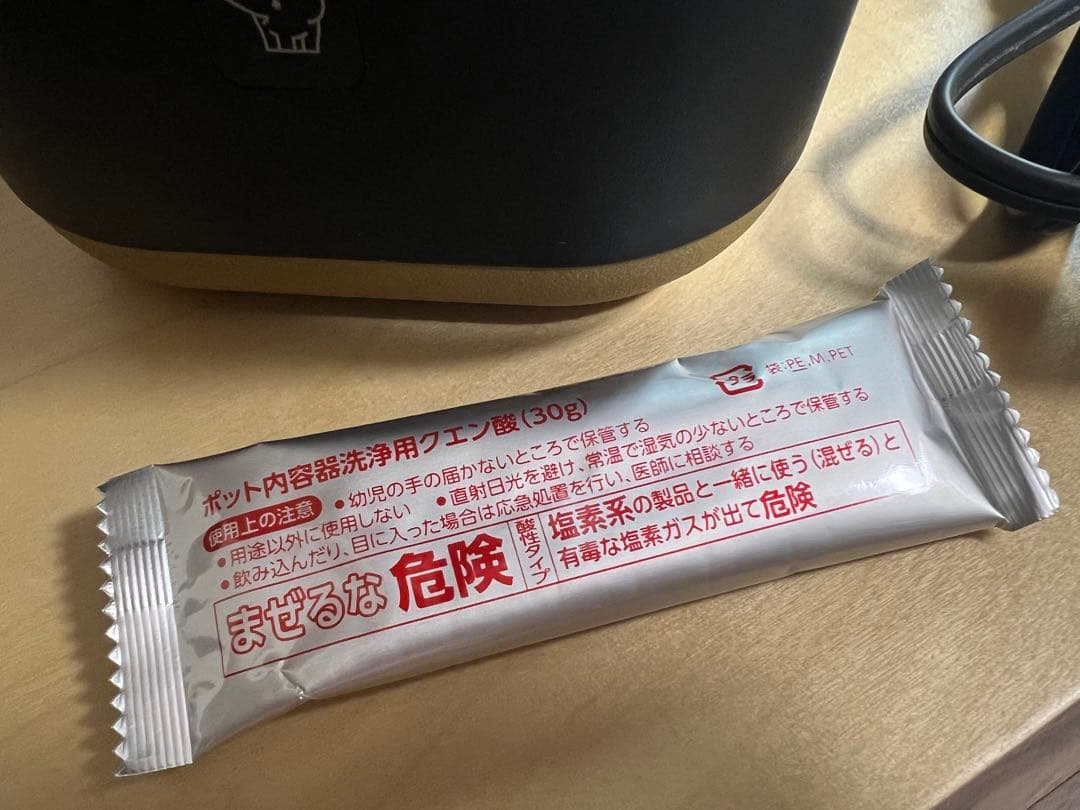 ポット内容器洗浄用クエン酸(30g)
プラ 袋:PE,M,PET
使用上の注意 ●幼児の手の届かないところで保管する
●用途以外に使用しない ●直射日光を避け、常温で湿気の少ないところで保管する
●飲み込んだり、目に入った場合は応急処置を行い、医師に相談する
まぜるな 危険
酸性タイプ
塩素系の製品と一緒に使う(混ぜる)と
有毒な塩素ガスが出て危険